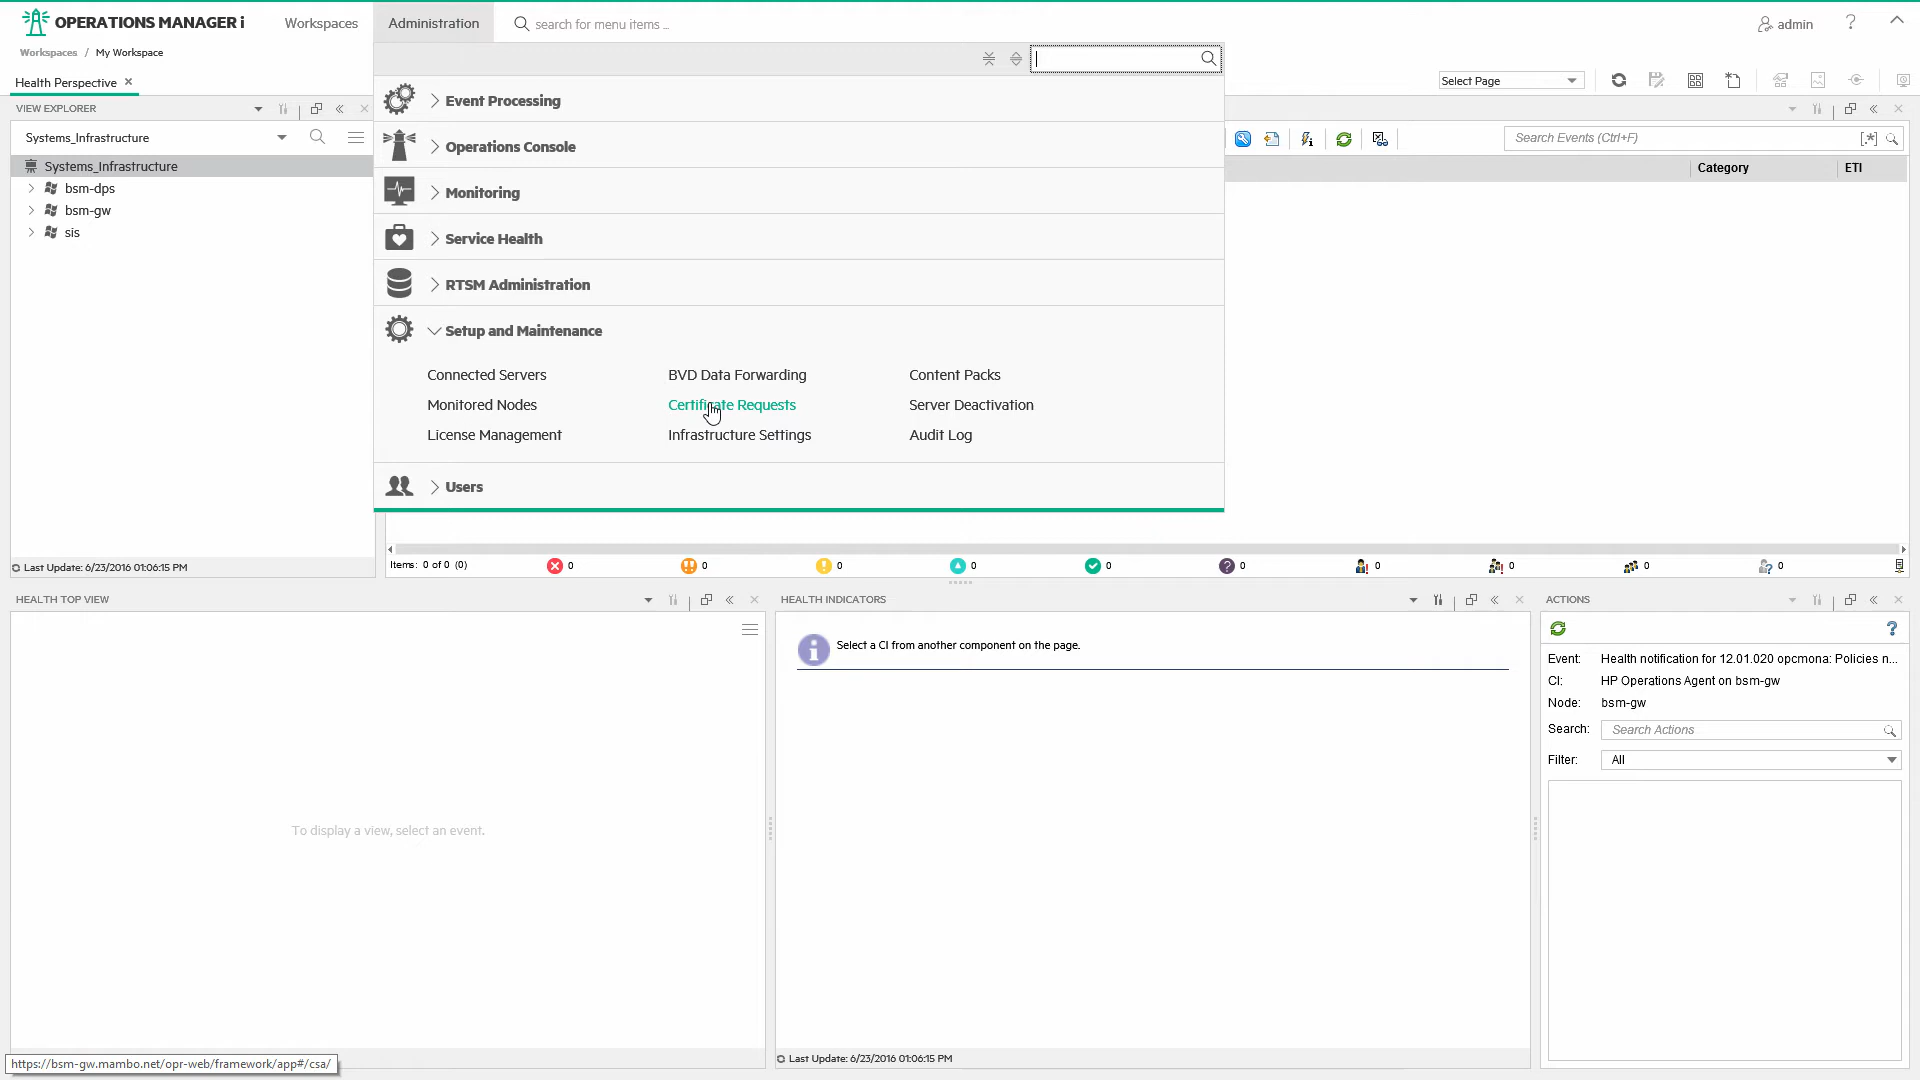 OPERATIONS MANAGER i
Workspaces
Administration
search for menu items ...
admin
?
Workspaces / My Workspace
Health Perspective
Select Page
VIEW EXPLORER
Systems_Infrastructure
Systems_Infrastructure
bsm-dps
bsm-gw
sis
Last Update: 6/23/2016 01:06:15 PM
Event Processing
Operations Console
Monitoring
Service Health
RTSM Administration
Setup and Maintenance
Connected Servers
BVD Data Forwarding
Content Packs
Monitored Nodes
Certificate Requests
Server Deactivation
License Management
Infrastructure Settings
Audit Log
Users
Search Events (Ctrl+F)
[.*]
Category
ETI
Items: 0 of 0 (0)
0
0
0
0
0
0
0
0
0
0
HEALTH TOP VIEW
To display a view, select an event.
HEALTH INDICATORS
Select a CI from another component on the page.
Last Update: 6/23/2016 01:06:15 PM
ACTIONS
?
Event: Health notification for 12.01.020 opcmona: Policies n...
CI: HP Operations Agent on bsm-gw
Node: bsm-gw
Search: Search Actions
Filter: All
https://bsm-gw.mambo.net/opr-web/framework/app#/csa/